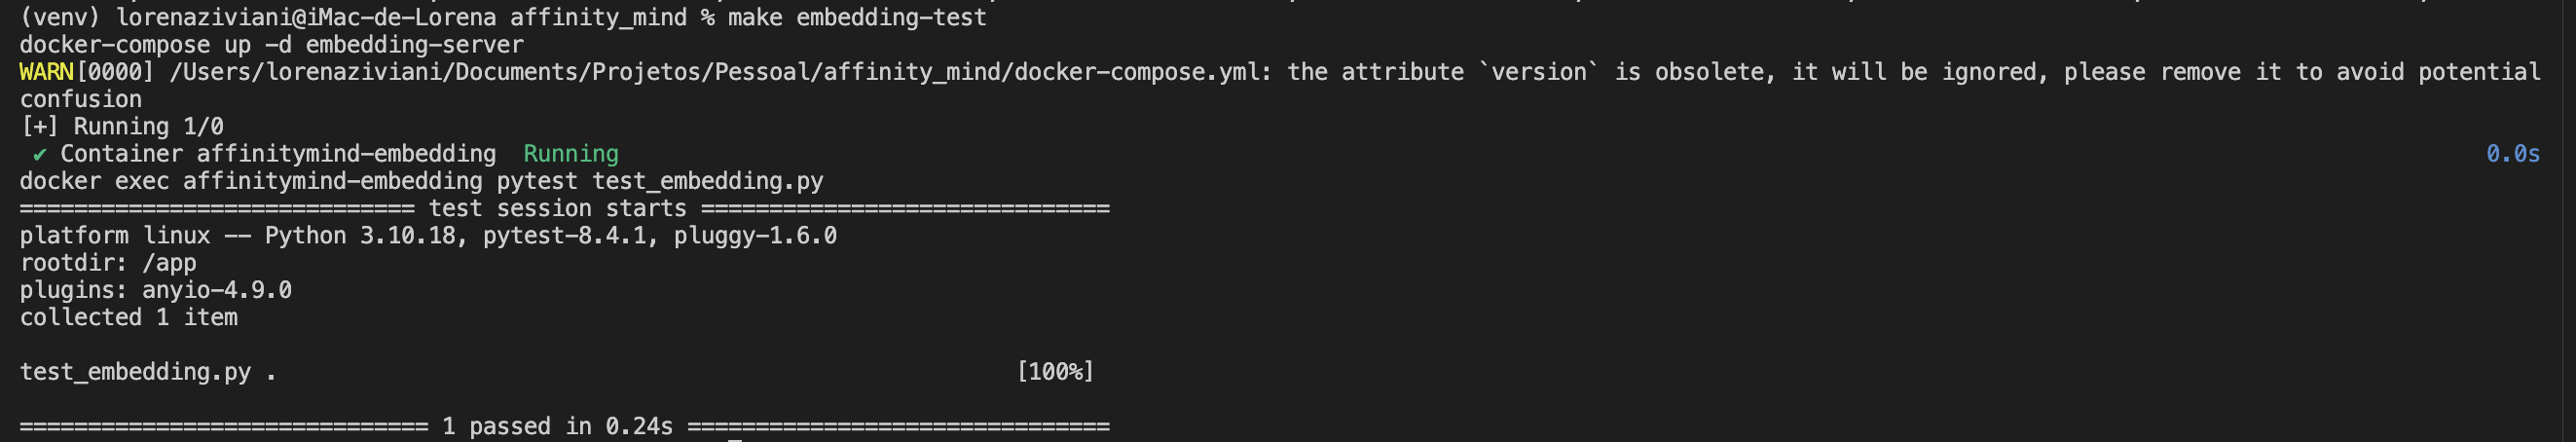 (venv) lorenaziviani@iMac-de-Lorena affinity_mind % make embedding-test
docker-compose up -d embedding-server
WARN[0000] /Users/lorenaziviani/Documents/Projetos/Pessoal/affinity_mind/docker-compose.yml: the attribute `version` is obsolete, it will be ignored, please remove it to avoid potential
confusion
[+] Running 1/0
✔ Container affinitymind-embedding  Running 0.0s
docker exec affinitymind-embedding pytest test_embedding.py
============================= test session starts ==============================
platform linux -- Python 3.10.18, pytest-8.4.1, pluggy-1.6.0
rootdir: /app
plugins: anyio-4.9.0
collected 1 item
test_embedding.py . [100%]
============================== 1 passed in 0.24s ===============================